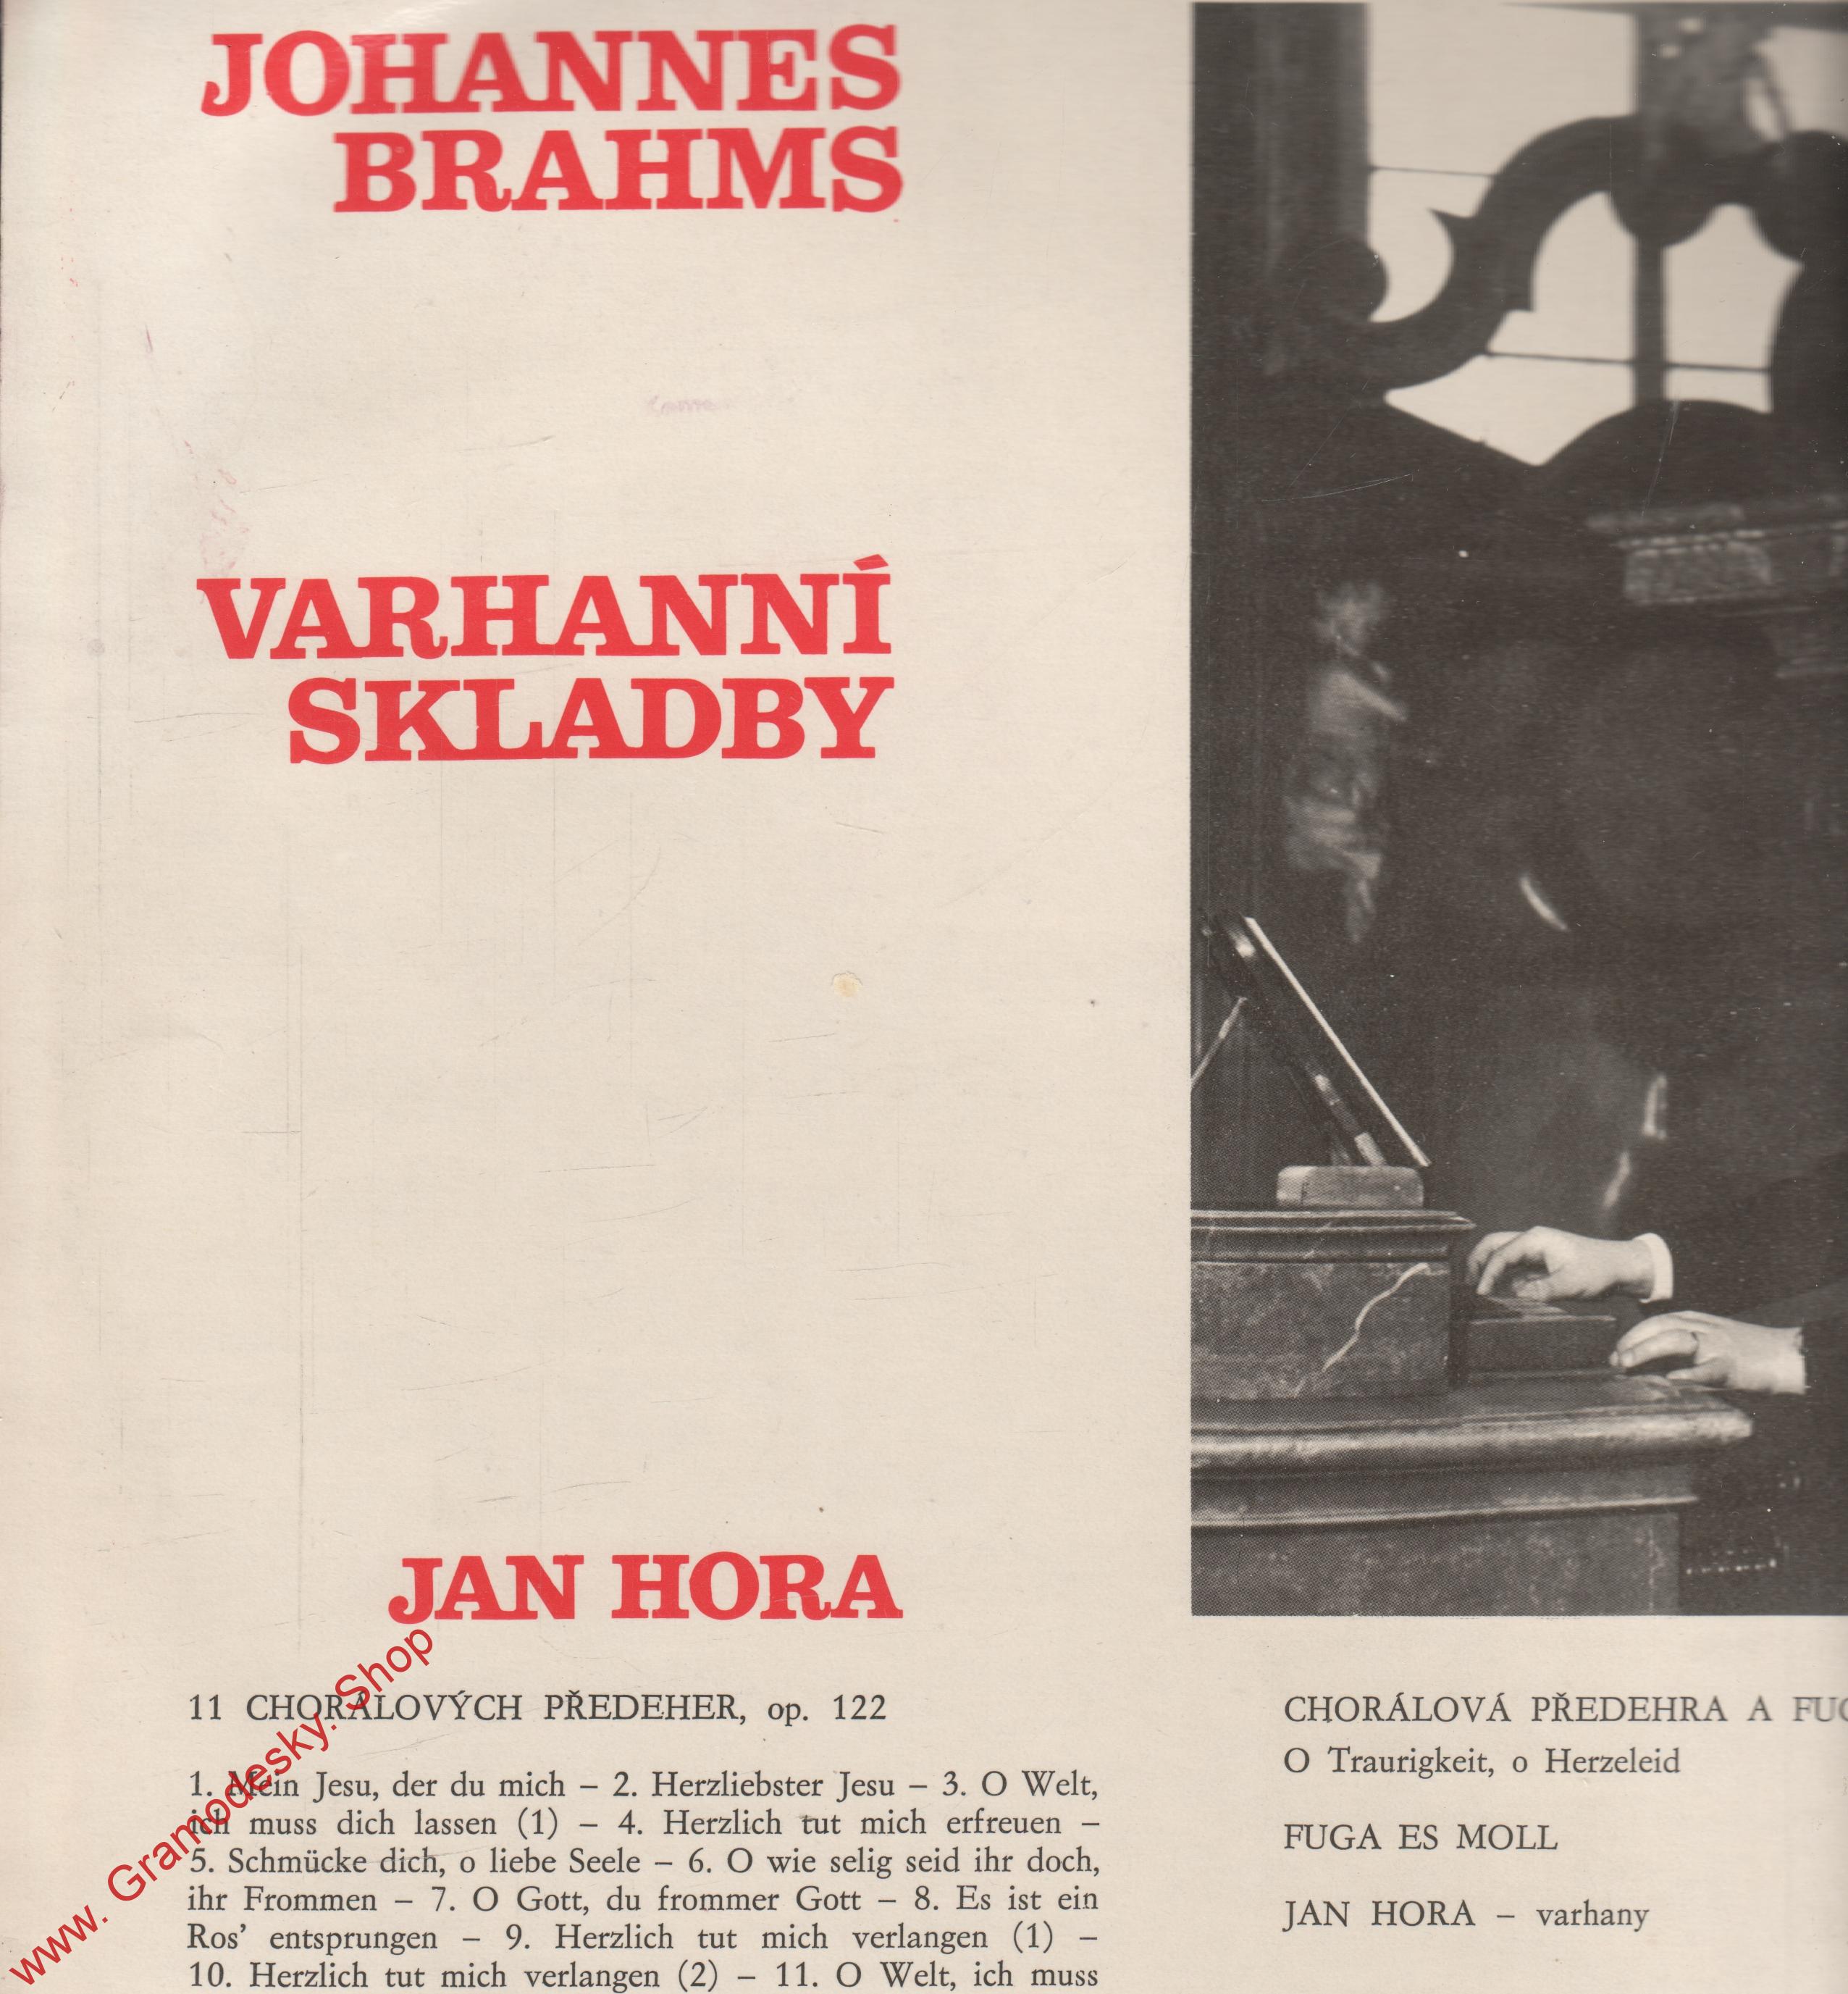 JOHANNES
BRAHMS
VARHANNÍ
SKLADBY
JAN HORA
11 CHORÁLOVÝCH PŘEDEHER, op. 122
1. Mein Jesu, der du mich – 2. Herzliebster Jesu – 3. O Welt,
ich muss dich lassen (1) – 4. Herzlich tut mich erfreuen –
5. Schmücke dich, o liebe Seele – 6. O wie selig seid ihr doch,
ihr Frommen – 7. O Gott, du frommer Gott – 8. Es ist ein
Ros’ entsprungen – 9. Herzlich tut mich verlangen (1) –
10. Herzlich tut mich verlangen (2) – 11. O Welt, ich muss
CHORÁLOVÁ PŘEDEHRA A FUG
O Traurigkeit, o Herzeleid
FUGA ES MOLL
JAN HORA – varhany
www. Gramodesky. Shop